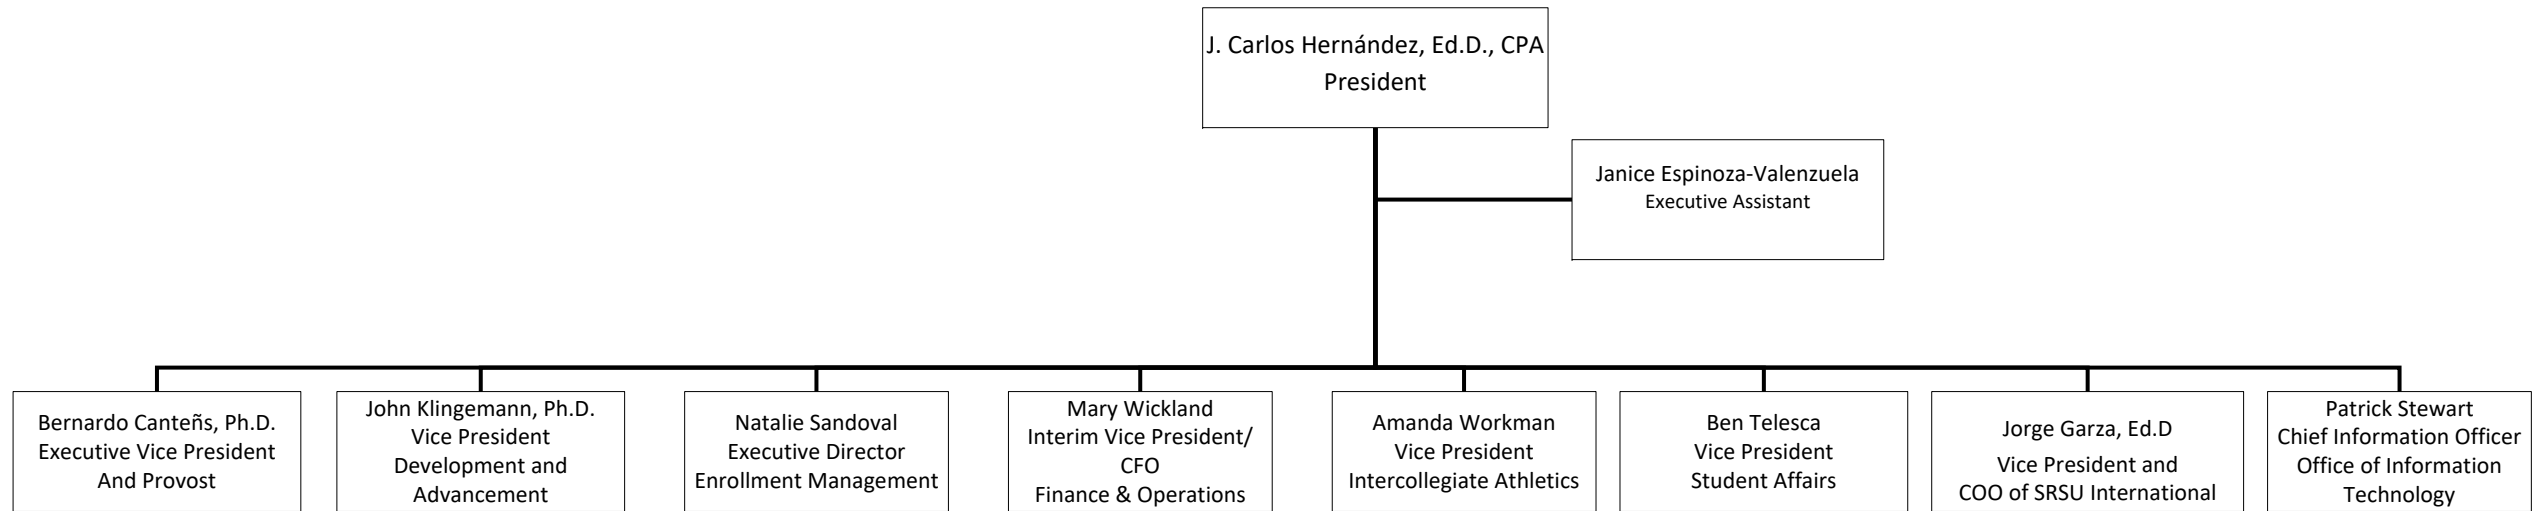 J. Carlos Hernández, Ed.D., CPA
President
Janice Espinoza-Valenzuela
Executive Assistant
Bernardo Canteñs, Ph.D.
Executive Vice President
And Provost
John Klingemann, Ph.D.
Vice President
Development and
Advancement
Natalie Sandoval
Executive Director
Enrollment Management
Mary Wickland
Interim Vice President/
CFO
Finance & Operations
Amanda Workman
Vice President
Intercollegiate Athletics
Ben Telesca
Vice President
Student Affairs
Jorge Garza, Ed.D
Vice President and
COO of SRSU International
Patrick Stewart
Chief Information Officer
Office of Information
Technology